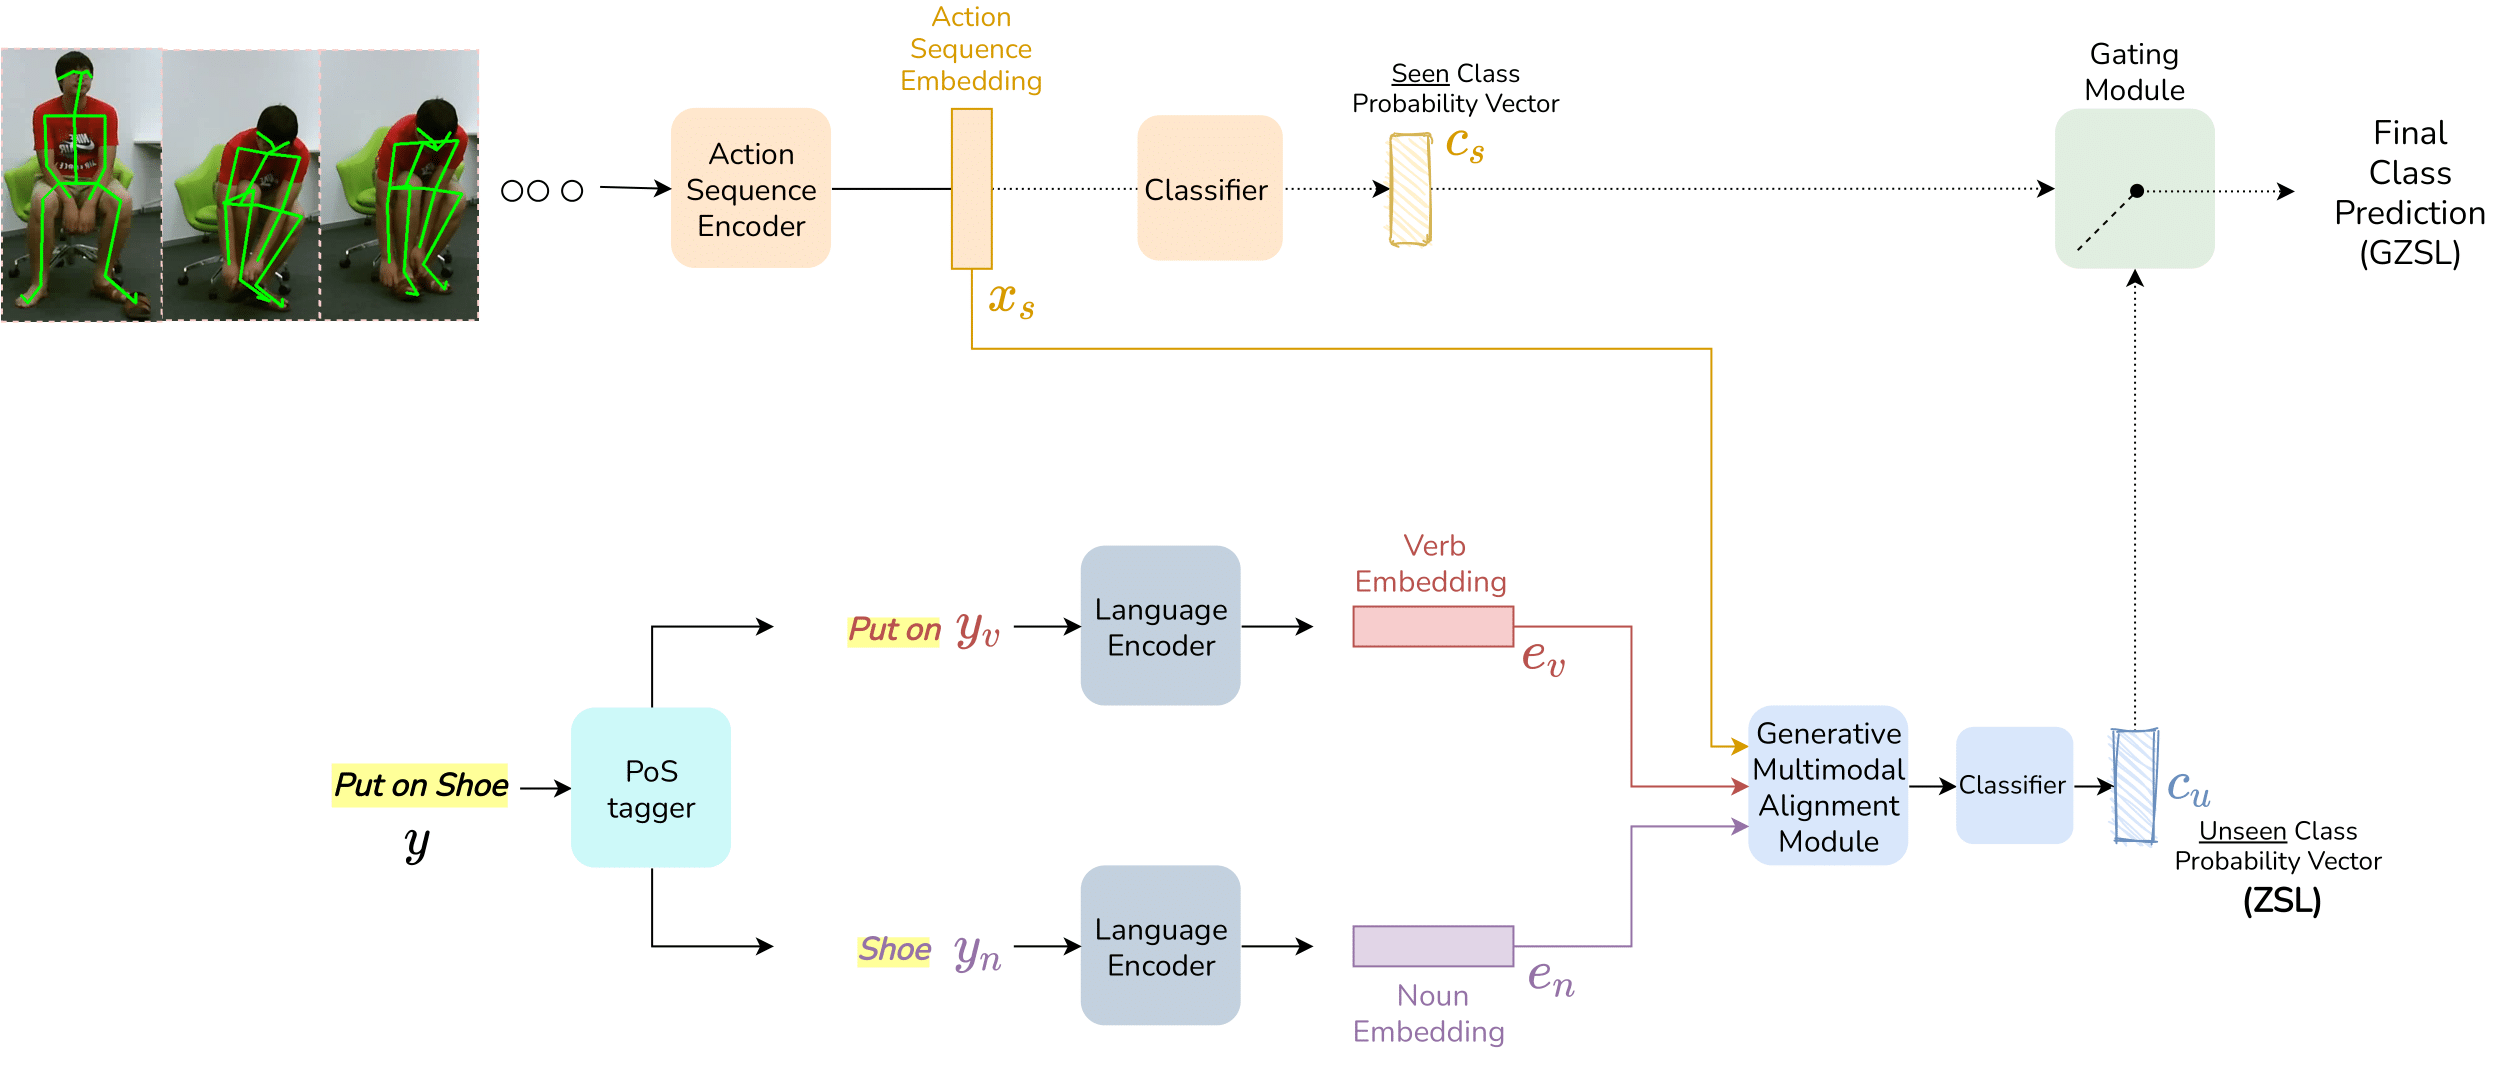 Action
Sequence
Embedding
Seen Class
Probability Vector
Gating
Module
Action
Sequence
Encoder
Classifier
c_s
Final
Class
Prediction
(GZSL)
x_s
Verb
Embedding
Put on y_v
Language
Encoder
e_v
Put on Shoe
y
PoS
tagger
Generative
Multimodal
Alignment
Module
Classifier
c_u
Unseen Class
Probability Vector
(ZSL)
Shoe y_n
Language
Encoder
e_n
Noun
Embedding